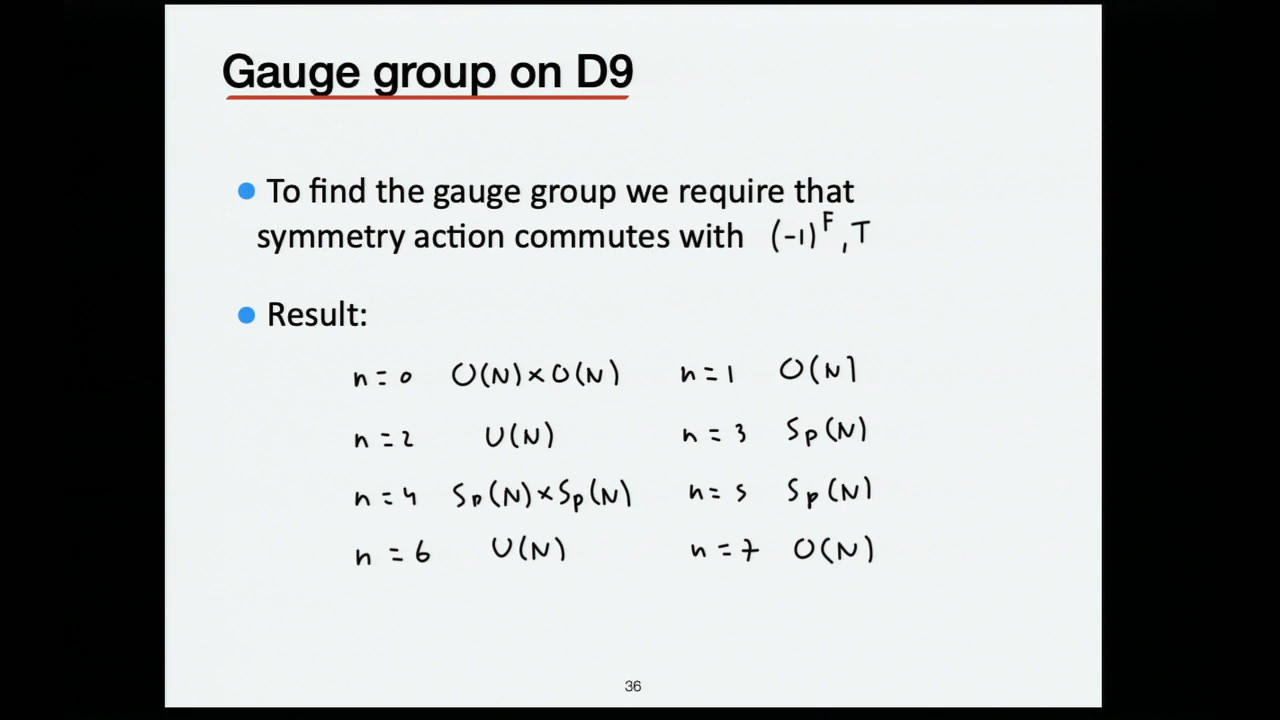 Gauge group on D9
To find the gauge group we require that
symmetry action commutes with (-1)^F, T
Result:
n=0 O(N)×O(N) n=1 O(N)
n=2 U(N) n=3 Sp(N)
n=4 Sp(N)×Sp(N) n=5 Sp(N)
n=6 U(N) n=7 O(N)
36